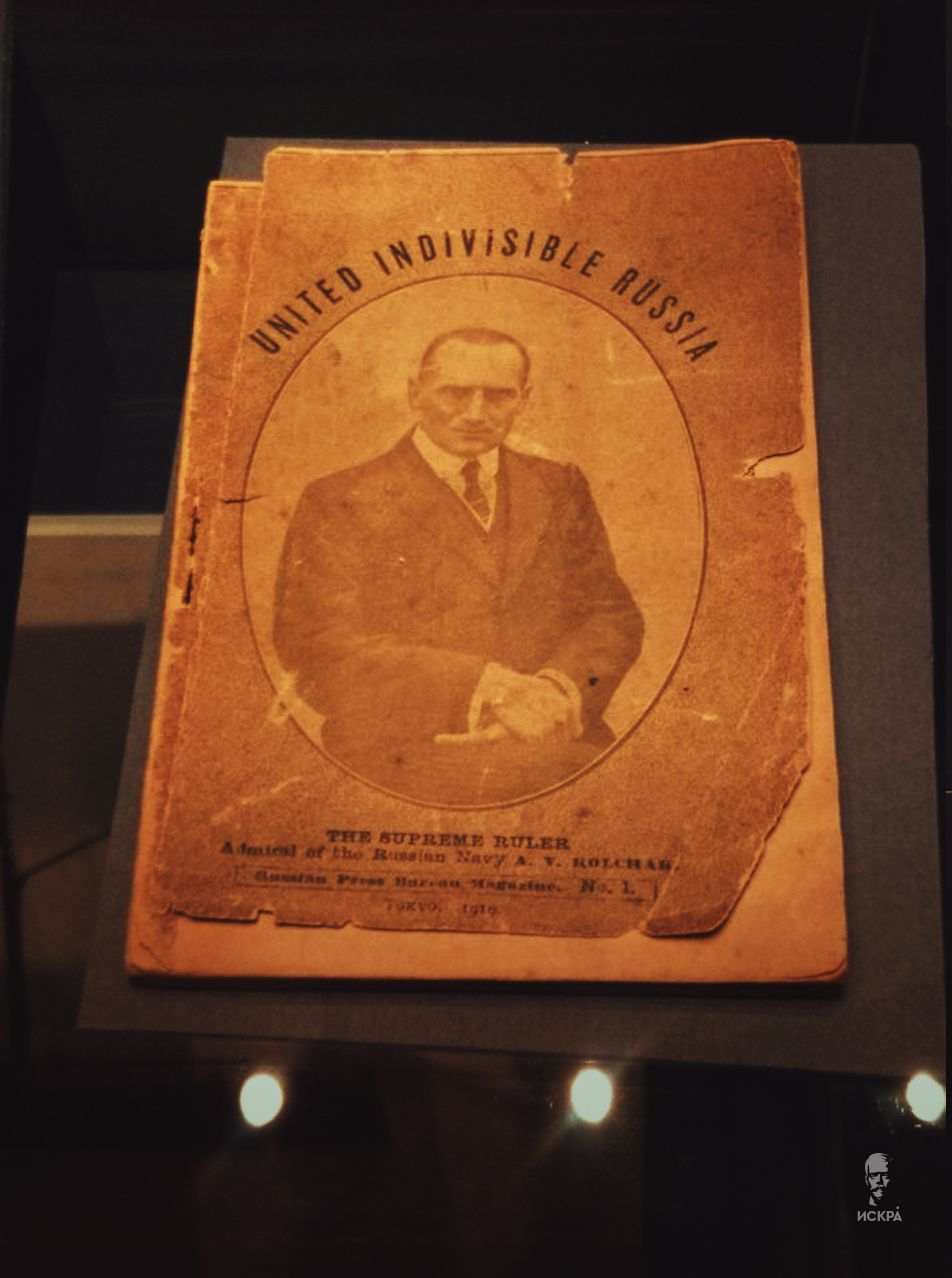 UNITED INDIVISIBLE RUSSIA
THE SUPREME RULER
Admiral of the Russian Navy A. V. KOLCHAK.
Russian Press Bureau Magazine. No. 1.
TOKYO, 1919
ИСКРА